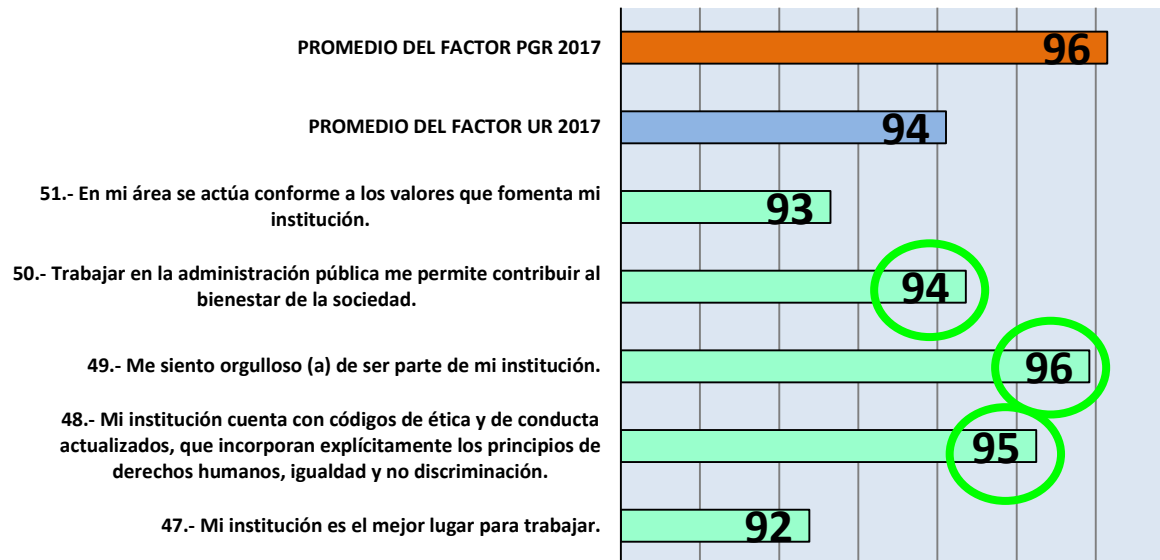 PROMEDIO DEL FACTOR PGR 2017
96
PROMEDIO DEL FACTOR UR 2017
94
51.- En mi área se actúa conforme a los valores que fomenta mi
institución.
93
50.- Trabajar en la administración pública me permite contribuir al
bienestar de la sociedad.
94
49.- Me siento orgulloso (a) de ser parte de mi institución.
96
48.- Mi institución cuenta con códigos de ética y de conducta
actualizados, que incorporan explícitamente los principios de
derechos humanos, igualdad y no discriminación.
95
47.- Mi institución es el mejor lugar para trabajar.
92